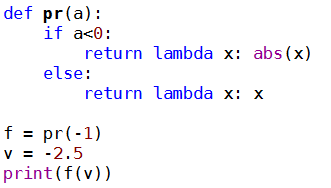 def pr(a):
    if a<0:
        return lambda x: abs(x)
    else:
        return lambda x: x

f = pr(-1)
v = -2.5
print(f(v))